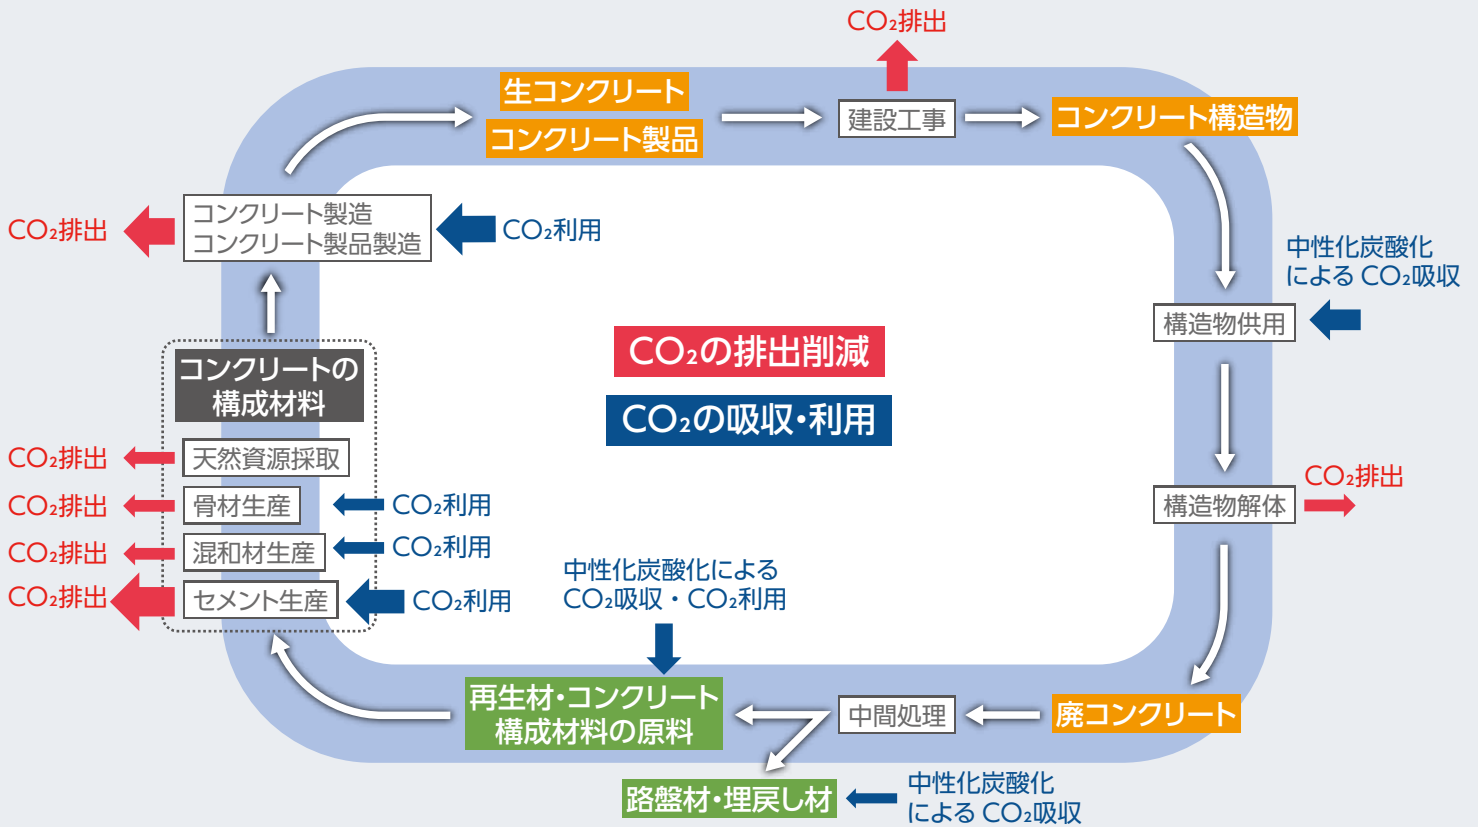 CO₂排出
生コンクリート
コンクリート製品
建設工事
コンクリート構造物
CO₂排出
コンクリート製造
コンクリート製品製造
CO₂利用
中性化炭酸化
による CO₂吸収
構造物供用
CO₂の排出削減
CO₂の吸収・利用
コンクリートの
構成材料
CO₂排出
天然資源採取
CO₂排出
骨材生産
CO₂利用
CO₂排出
混和材生産
CO₂利用
CO₂排出
セメント生産
CO₂利用
構造物解体
CO₂排出
中性化炭酸化による
CO₂吸収・CO₂利用
再生材・コンクリート
構成材料の原料
中間処理
廃コンクリート
路盤材・埋戻し材
中性化炭酸化
による CO₂吸収